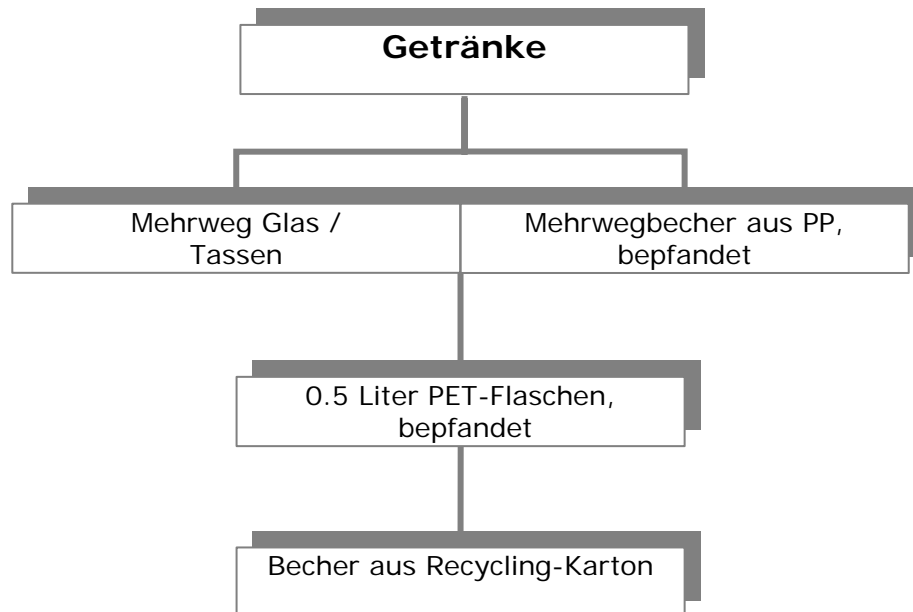 Getränke
Mehrweg Glas /
Tassen
Mehrwegbecher aus PP,
bepfandet
0.5 Liter PET-Flaschen,
bepfandet
Becher aus Recycling-Karton